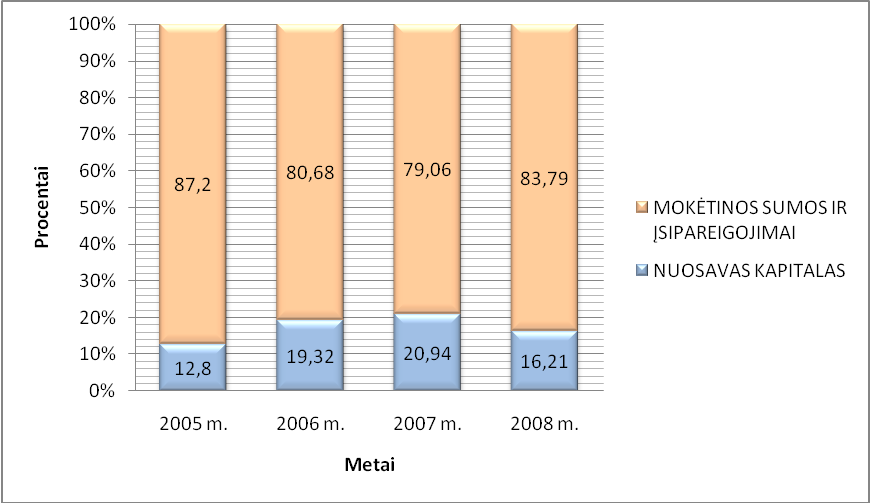 100%
90%
80%
70%
60%
50%
40%
30%
20%
10%
0%
Procentai
87,2
80,68
79,06
83,79
12,8
19,32
20,94
16,21
2005 m.
2006 m.
2007 m.
2008 m.
Metai
MOKĖTINOS SUMOS IR
ĮSIPAREIGOJIMAI
NUOSAVAS KAPITALAS